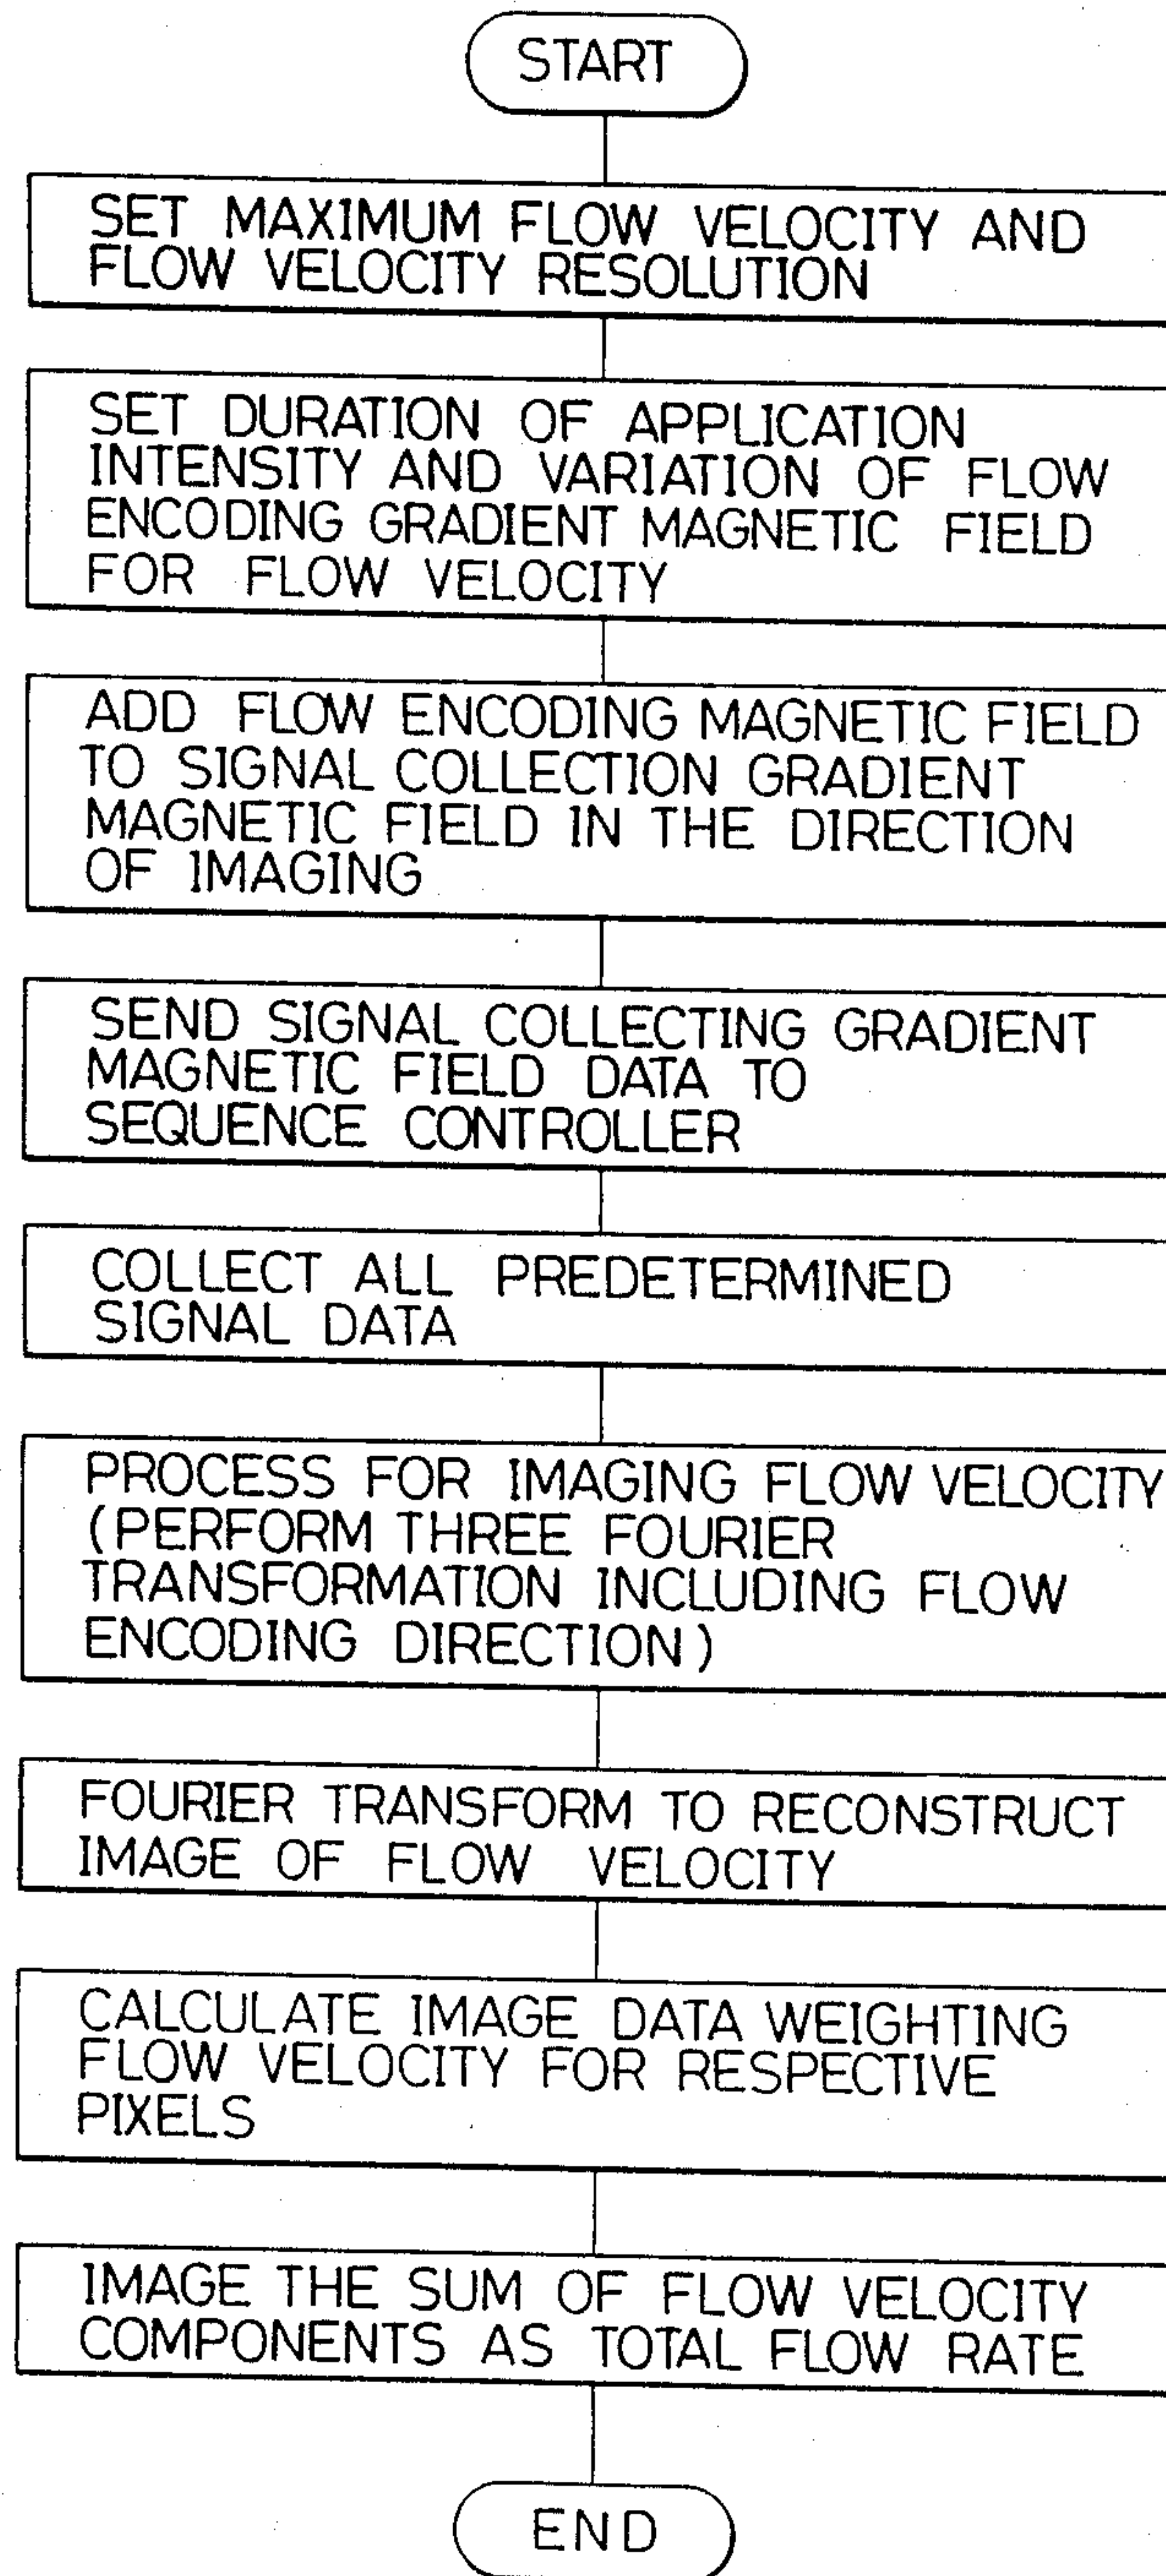 START
SET MAXIMUM FLOW VELOCITY AND
FLOW VELOCITY RESOLUTION
SET DURATION OF APPLICATION
INTENSITY AND VARIATION OF FLOW
ENCODING GRADIENT MAGNETIC FIELD
FOR FLOW VELOCITY
ADD FLOW ENCODING MAGNETIC FIELD
TO SIGNAL COLLECTION GRADIENT
MAGNETIC FIELD IN THE DIRECTION
OF IMAGING
SEND SIGNAL COLLECTING GRADIENT
MAGNETIC FIELD DATA TO
SEQUENCE CONTROLLER
COLLECT ALL PREDETERMINED
SIGNAL DATA
PROCESS FOR IMAGING FLOW VELOCITY
(PERFORM THREE FOURIER
TRANSFORMATION INCLUDING FLOW
ENCODING DIRECTION)
FOURIER TRANSFORM TO RECONSTRUCT
IMAGE OF FLOW VELOCITY
CALCULATE IMAGE DATA WEIGHTING
FLOW VELOCITY FOR RESPECTIVE
PIXELS
IMAGE THE SUM OF FLOW VELOCITY
COMPONENTS AS TOTAL FLOW RATE
END